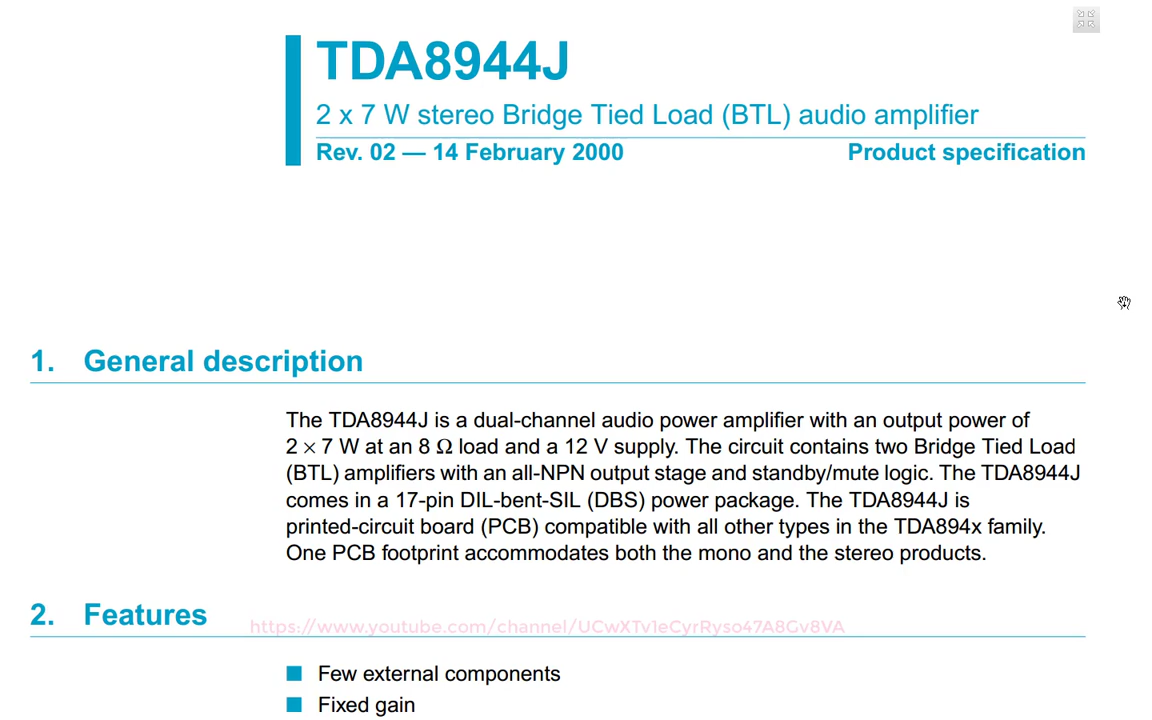 TDA8944J
2 x 7 W stereo Bridge Tied Load (BTL) audio amplifier
Rev. 02 — 14 February 2000 Product specification
1. General description
The TDA8944J is a dual-channel audio power amplifier with an output power of
2 × 7 W at an 8 Ω load and a 12 V supply. The circuit contains two Bridge Tied Load
(BTL) amplifiers with an all-NPN output stage and standby/mute logic. The TDA8944J
comes in a 17-pin DIL-bent-SIL (DBS) power package. The TDA8944J is
printed-circuit board (PCB) compatible with all other types in the TDA894x family.
One PCB footprint accommodates both the mono and the stereo products.
2. Features
https://www.youtube.com/channel/UCwXTv1eCyrRyso47A8Gv8VA
■ Few external components
■ Fixed gain